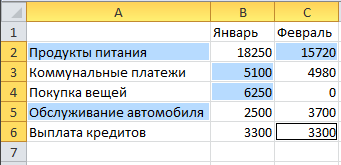 A B C
1 Январь Февраль
2 Продукты питания 18250 15720
3 Коммунальные платежи 5100 4980
4 Покупка вещей 6250 0
5 Обслуживание автомобиля 2500 3700
6 Выплата кредитов 3300 3300
7